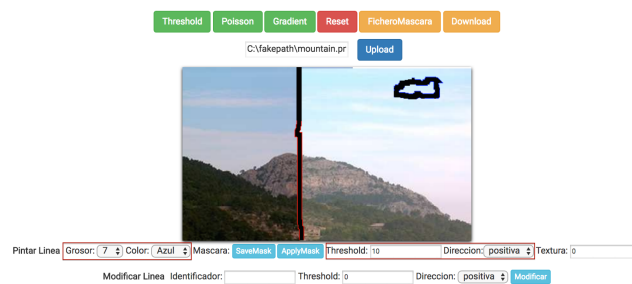 Threshold Poisson Gradient Reset FicheroMascara Download
C:\fakepath\mountain.pr Upload
Pintar Linea Grosor: 7 Color: Azul Mascara: SaveMask ApplyMask Threshold: 10 Direccion: positiva Textura: 0
Modificar Linea Identificador: Threshold: 0 Direccion: positiva Modificar